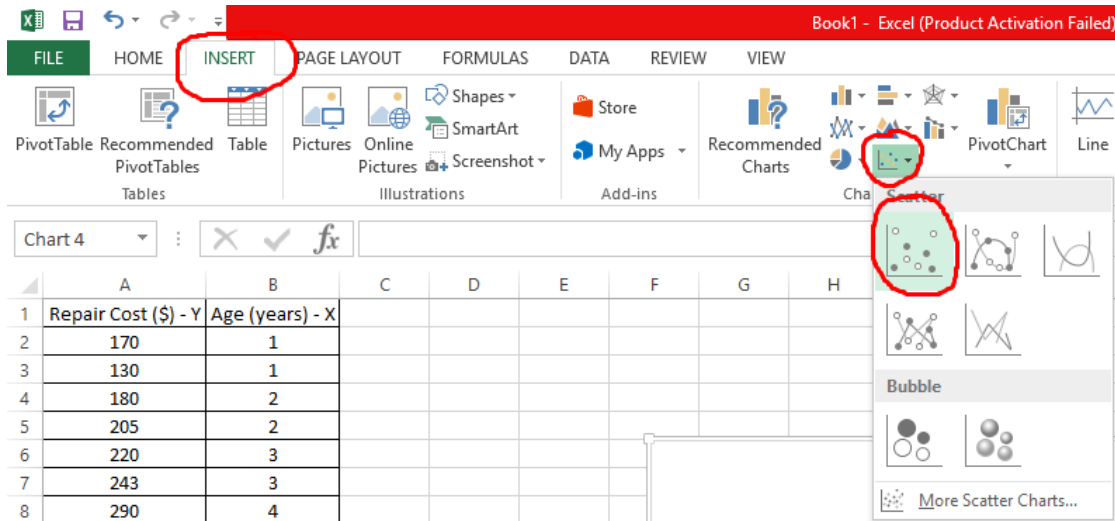 Book1 - Excel (Product Activation Failed)
FILE HOME INSERT PAGE LAYOUT FORMULAS DATA REVIEW VIEW
Shapes
Store
SmartArt
PivotTable Recommended PivotTables Table Pictures Online Pictures Screenshot My Apps Recommended Charts PivotChart Line
Tables Illustrations Add-ins Cha
Scatter
Chart 4 fx
A B C D E F G H
1 Repair Cost ($) - Y Age (years) - X
2 170 1
3 130 1
4 180 2
5 205 2
6 220 3
7 243 3
8 290 4
Bubble
More Scatter Charts...